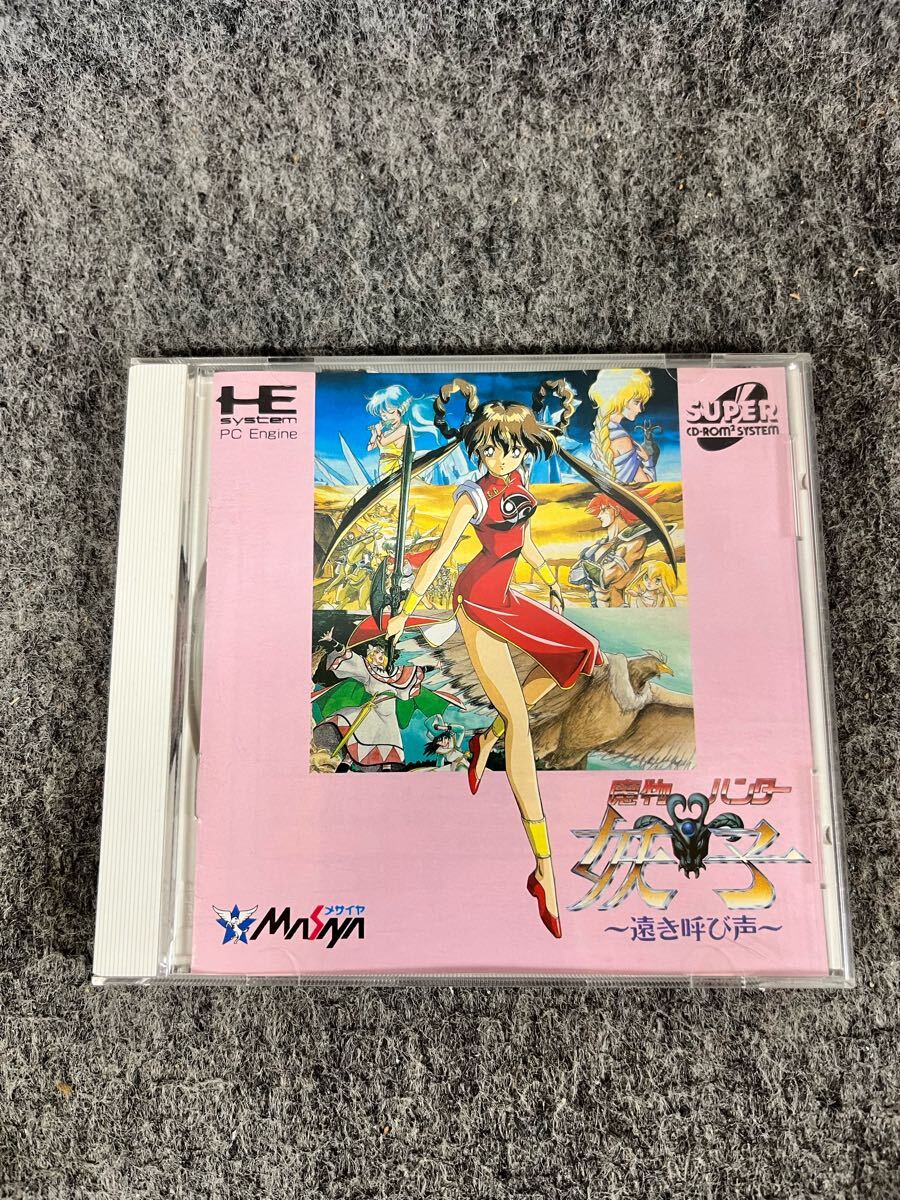 HE
system
PC Engine
SUPER
CD-ROM² SYSTEM
魔物ハンター
妖子
～遠き呼び声～
メサイヤ
MASAYA